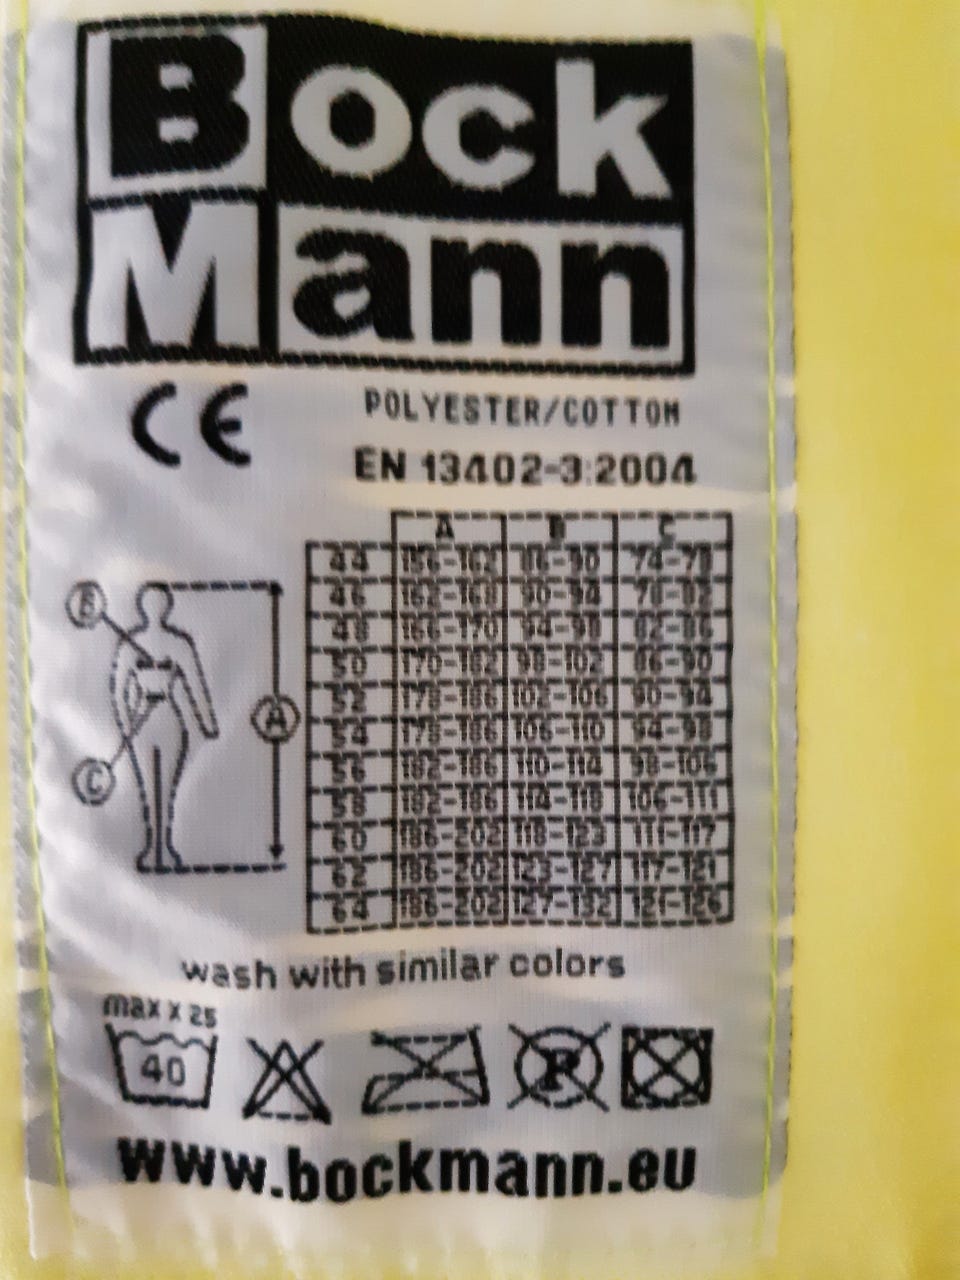 Bock
Mann
CE POLYESTER/COTTON
EN 13402-3:2004
A B C
44 156-162 86-90 74-78
46 162-168 90-94 78-82
48 166-170 94-98 82-86
50 170-182 98-102 86-90
52 178-186 102-106 90-94
54 178-186 106-110 94-98
56 182-186 110-114 98-106
58 182-186 114-118 106-111
60 186-202 118-123 111-117
62 186-202 123-127 117-121
64 186-202 127-132 121-126
B
A
C
wash with similar colors
max x 25
40 P
www.bockmann.eu